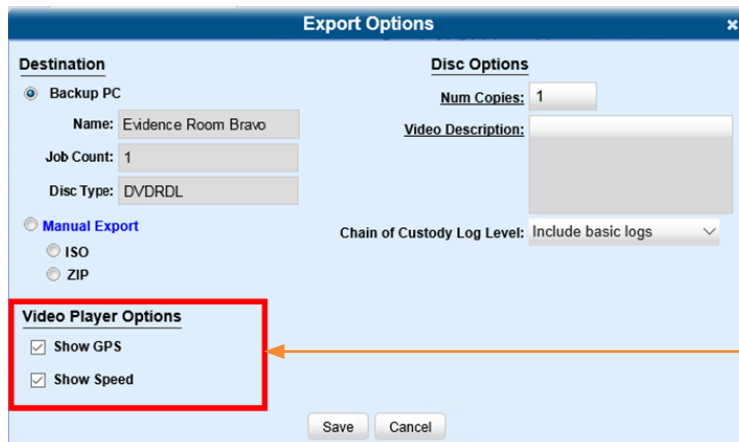 Export Options
Destination
Backup PC
Name: Evidence Room Bravo
Job Count: 1
Disc Type: DVDRDL
Manual Export
ISO
ZIP
Disc Options
Num Copies: 1
Video Description:
Chain of Custody Log Level: Include basic logs
Video Player Options
Show GPS
Show Speed
Save Cancel